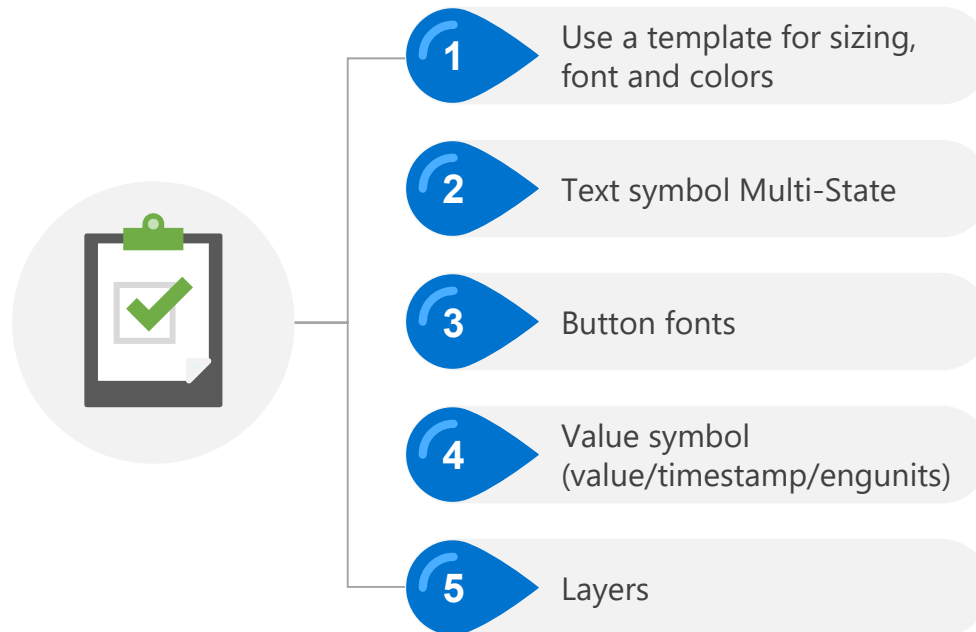 1
Use a template for sizing,
font and colors
2
Text symbol Multi-State
3
Button fonts
4
Value symbol
(value/timestamp/engunits)
5
Layers